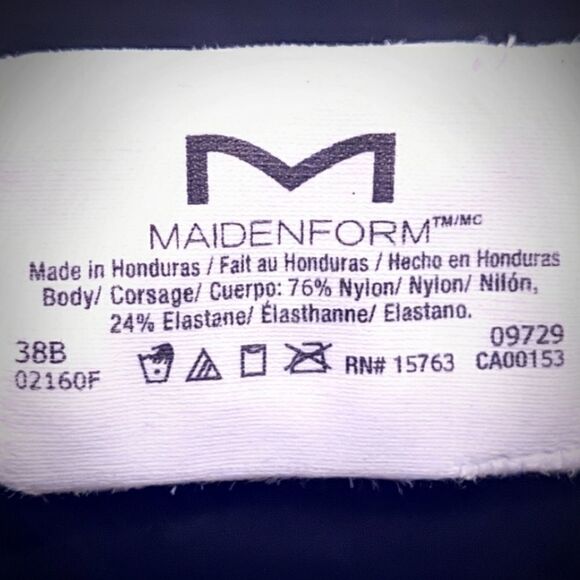 M
MAIDENFORM™/MC
Made in Honduras / Fait au Honduras / Hecho en Honduras
Body/ Corsage/ Cuerpo: 76% Nylon/ Nylon/ Nilón,
24% Elastane/ Élasthanne/ Elastano.
38B
02160F
RN# 15763
09729
CA00153